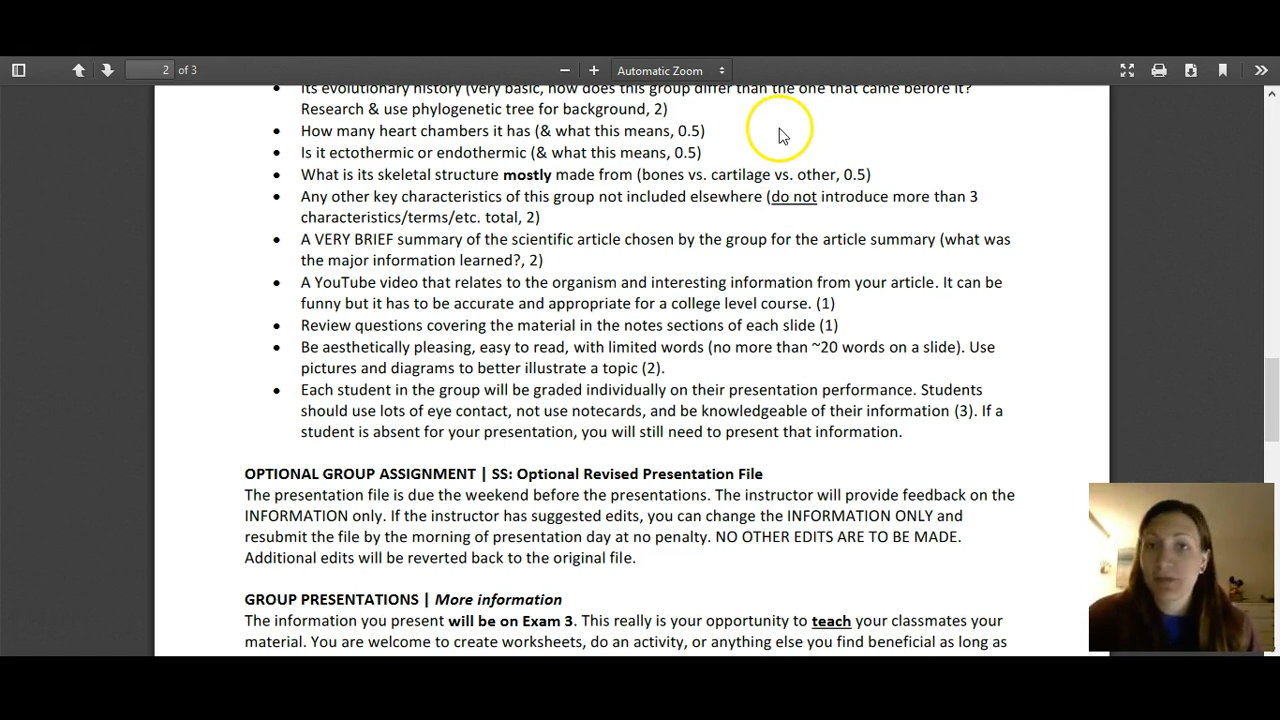 2 of 3
Automatic Zoom
Its evolutionary history (very basic, how does this group differ than the one that came before it?
Research & use phylogenetic tree for background, 2)
How many heart chambers it has (& what this means, 0.5)
Is it ectothermic or endothermic (& what this means, 0.5)
What is its skeletal structure mostly made from (bones vs. cartilage vs. other, 0.5)
Any other key characteristics of this group not included elsewhere (do not introduce more than 3
characteristics/terms/etc. total, 2)
A VERY BRIEF summary of the scientific article chosen by the group for the article summary (what was
the major information learned?, 2)
A YouTube video that relates to the organism and interesting information from your article. It can be
funny but it has to be accurate and appropriate for a college level course. (1)
Review questions covering the material in the notes sections of each slide (1)
Be aesthetically pleasing, easy to read, with limited words (no more than ~20 words on a slide). Use
pictures and diagrams to better illustrate a topic (2).
Each student in the group will be graded individually on their presentation performance. Students
should use lots of eye contact, not use notecards, and be knowledgeable of their information (3). If a
student is absent for your presentation, you will still need to present that information.
OPTIONAL GROUP ASSIGNMENT | SS: Optional Revised Presentation File
The presentation file is due the weekend before the presentations. The instructor will provide feedback on the
INFORMATION only. If the instructor has suggested edits, you can change the INFORMATION ONLY and
resubmit the file by the morning of presentation day at no penalty. NO OTHER EDITS ARE TO BE MADE.
Additional edits will be reverted back to the original file.
GROUP PRESENTATIONS | More information
The information you present will be on Exam 3. This really is your opportunity to teach your classmates your
material. You are welcome to create worksheets, do an activity, or anything else you find beneficial as long as